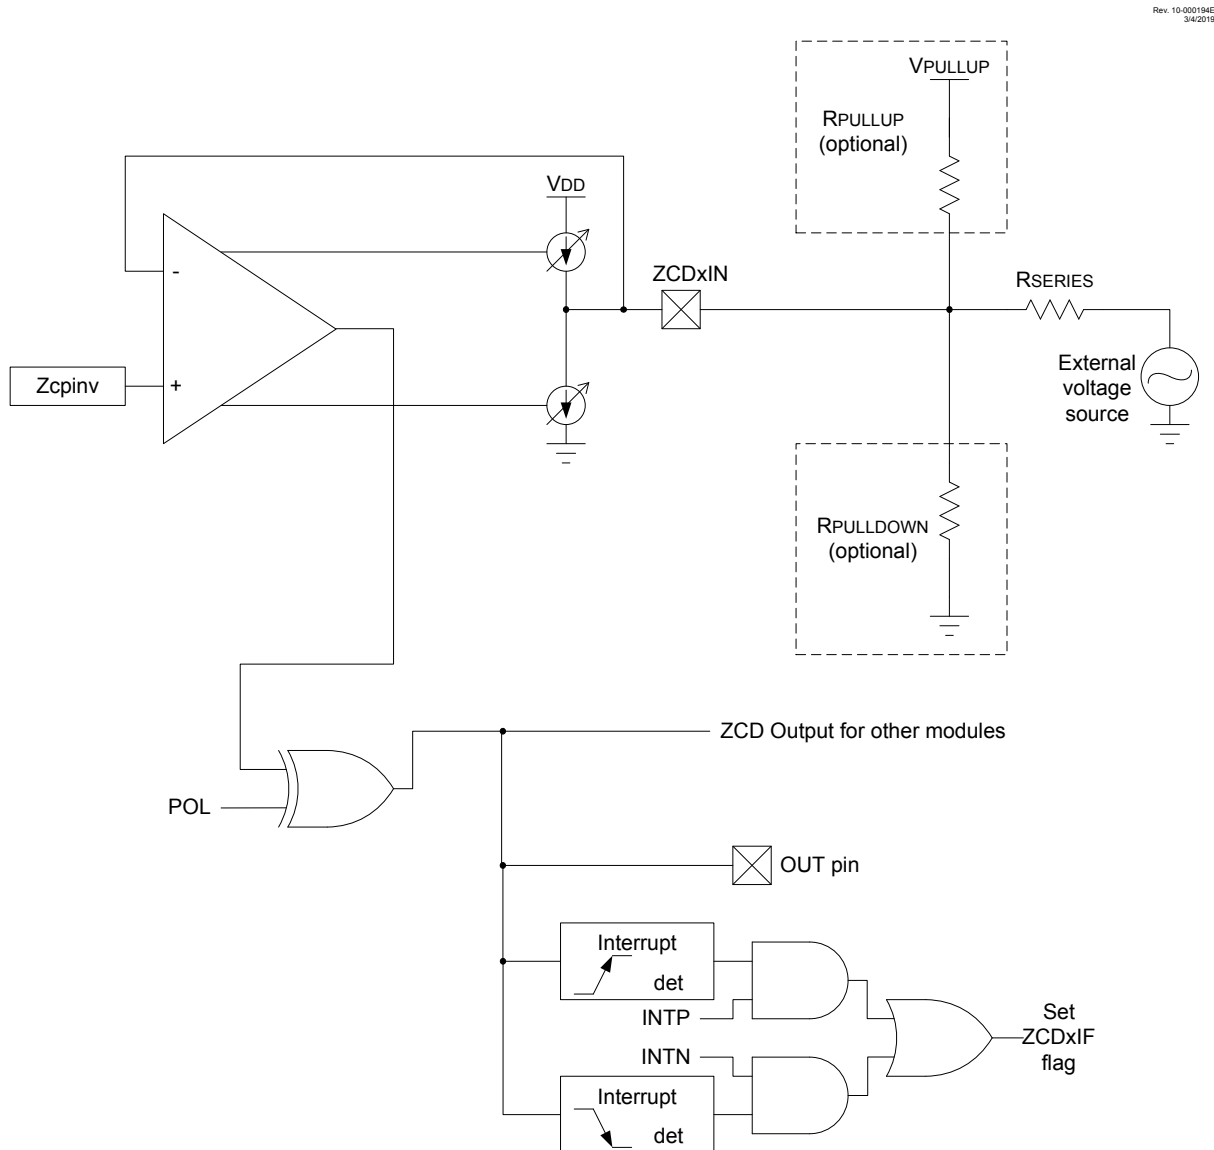 Rev. 10-000194E
3/4/2019
VPULLUP
RPULLUP
(optional)
VDD
-
ZCDxIN
RSERIES
Zcpinv
+
External
voltage
source
RPULLDOWN
(optional)
ZCD Output for other modules
POL
OUT pin
Interrupt
det
INTP
Set
ZCDxIF
flag
INTN
Interrupt
det